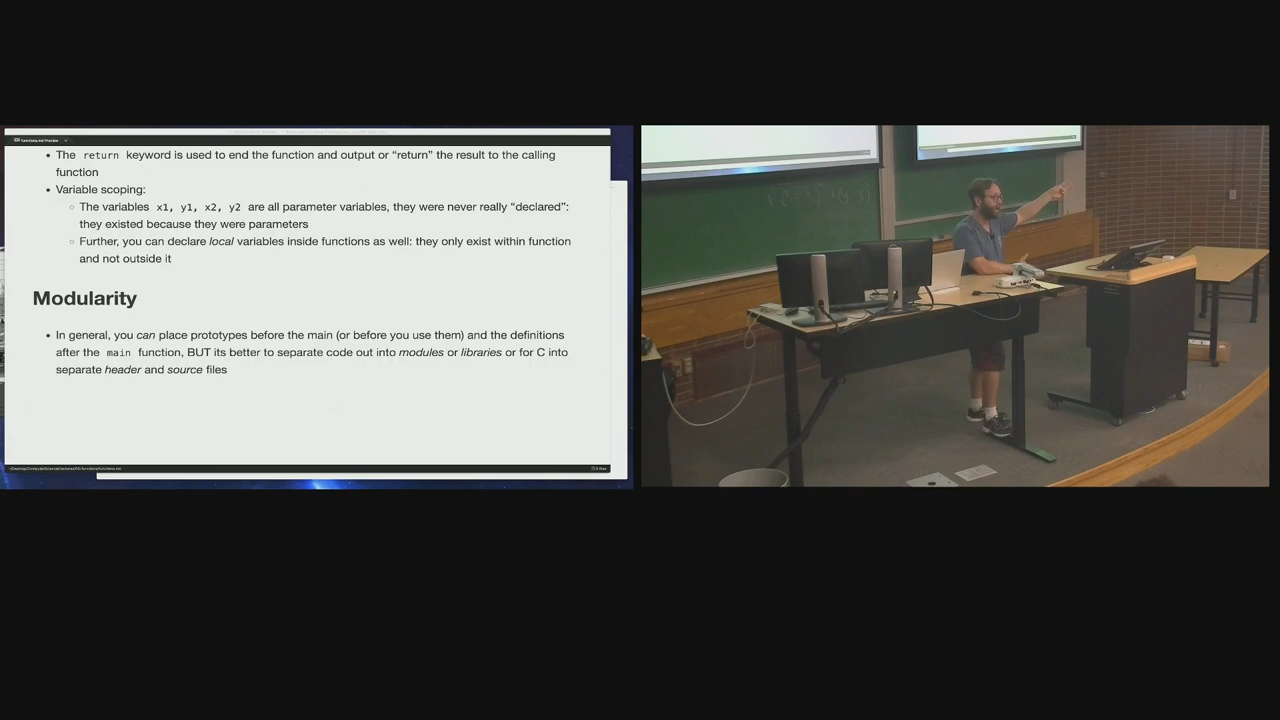 • The return keyword is used to end the function and output or “return” the result to the calling
function
• Variable scoping:
◦ The variables x1, y1, x2, y2 are all parameter variables, they were never really “declared”:
they existed because they were parameters
◦ Further, you can declare local variables inside functions as well: they only exist within function
and not outside it
Modularity
• In general, you can place prototypes before the main (or before you use them) and the definitions
after the main function, BUT its better to separate code out into modules or libraries or for C into
separate header and source files